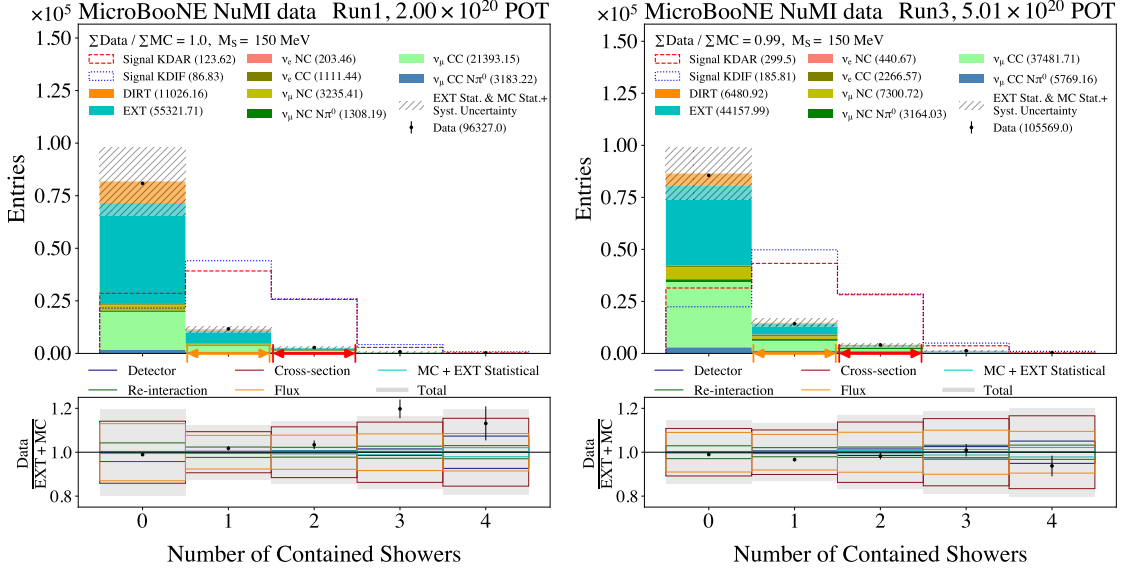 ×10⁵ MicroBooNE NuMI data Run1, 2.00 × 10²⁰ POT
ΣData / ΣMC = 1.0, M_S = 150 MeV
Signal KDAR (123.62)
Signal KDIF (86.83)
DIRT (11026.16)
EXT (55321.71)
ν_e NC (203.46)
ν_e CC (1111.44)
ν_μ NC (3235.41)
ν_μ NC Nπ⁰ (1308.19)
ν_μ CC (21393.15)
ν_μ CC Nπ⁰ (3183.22)
EXT Stat. & MC Stat.+
Syst. Uncertainty
Data (96327.0)
Entries
1.50
1.25
1.00
0.75
0.50
0.25
0.00
Detector
Re-interaction
Cross-section
Flux
MC + EXT Statistical
Total
Data
EXT + MC
1.2
1.0
0.8
0 1 2 3 4
Number of Contained Showers
×10⁵ MicroBooNE NuMI data Run3, 5.01 × 10²⁰ POT
ΣData / ΣMC = 0.99, M_S = 150 MeV
Signal KDAR (299.5)
Signal KDIF (185.81)
DIRT (6480.92)
EXT (44157.99)
ν_e NC (440.67)
ν_e CC (2266.57)
ν_μ NC (7300.72)
ν_μ NC Nπ⁰ (3164.03)
ν_μ CC (37481.71)
ν_μ CC Nπ⁰ (5769.16)
EXT Stat. & MC Stat.+
Syst. Uncertainty
Data (105569.0)
Entries
1.50
1.25
1.00
0.75
0.50
0.25
0.00
Detector
Re-interaction
Cross-section
Flux
MC + EXT Statistical
Total
Data
EXT + MC
1.2
1.0
0.8
0 1 2 3 4
Number of Contained Showers